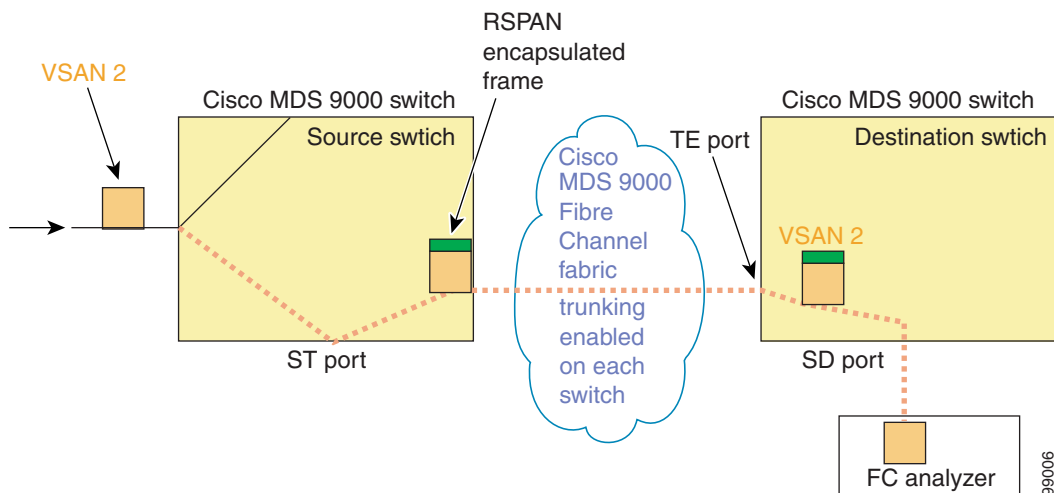 RSPAN
encapsulated
frame
VSAN 2
Cisco MDS 9000 switch
Source swtich
ST port
Cisco
MDS 9000
Fibre
Channel
fabric
trunking
enabled
on each
switch
TE port
Cisco MDS 9000 switch
Destination swtich
VSAN 2
SD port
FC analyzer
99006